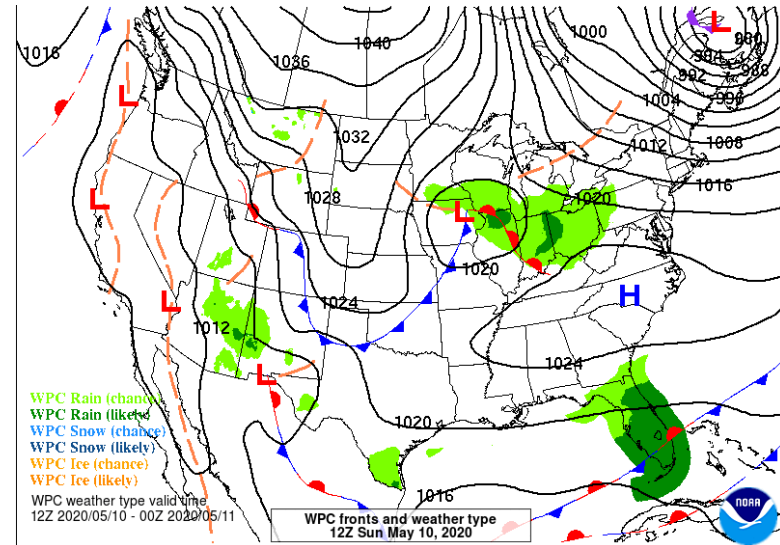 1016
1040
1036
1000
L
980
984
988
992
996
L
1004
1032
1008
1012
1016
L
1028
L
1020
1020
H
L
1024
1012
1024
L
1020
1016
WPC Rain (chance)
WPC Rain (likely)
WPC Snow (chance)
WPC Snow (likely)
WPC Ice (chance)
WPC Ice (likely)
WPC weather type valid time
12Z 2020/05/10 - 00Z 2020/05/11
WPC fronts and weather type
12Z Sun May 10, 2020
NOAA